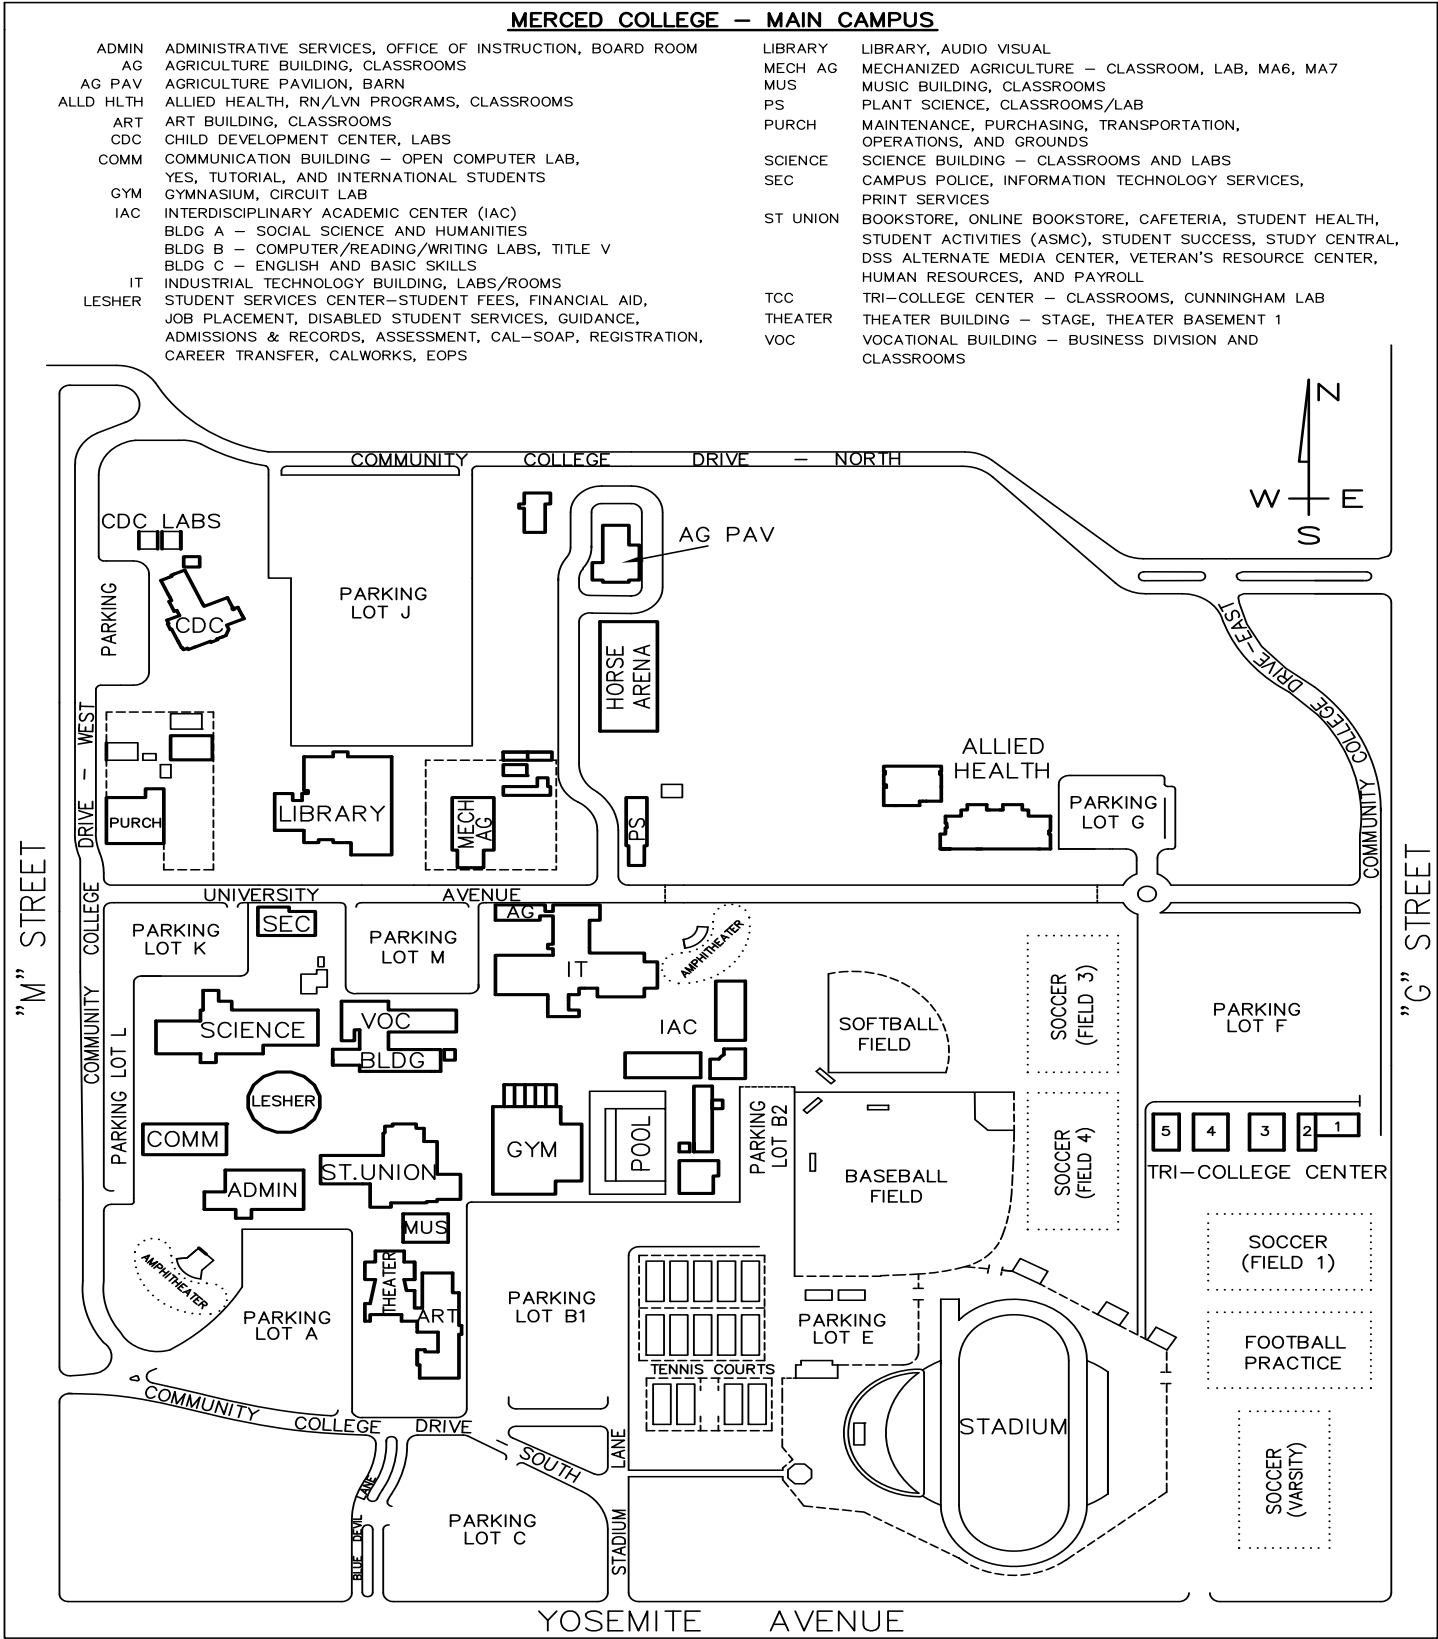 MERCED COLLEGE – MAIN CAMPUS
ADMIN ADMINISTRATIVE SERVICES, OFFICE OF INSTRUCTION, BOARD ROOM
AG AGRICULTURE BUILDING, CLASSROOMS
AG PAV AGRICULTURE PAVILION, BARN
ALLD HLTH ALLIED HEALTH, RN/LVN PROGRAMS, CLASSROOMS
ART ART BUILDING, CLASSROOMS
CDC CHILD DEVELOPMENT CENTER, LABS
COMM COMMUNICATION BUILDING – OPEN COMPUTER LAB,
YES, TUTORIAL, AND INTERNATIONAL STUDENTS
GYM GYMNASIUM, CIRCUIT LAB
IAC INTERDISCIPLINARY ACADEMIC CENTER (IAC)
BLDG A – SOCIAL SCIENCE AND HUMANITIES
BLDG B – COMPUTER/READING/WRITING LABS, TITLE V
BLDG C – ENGLISH AND BASIC SKILLS
IT INDUSTRIAL TECHNOLOGY BUILDING, LABS/ROOMS
LESHER STUDENT SERVICES CENTER–STUDENT FEES, FINANCIAL AID,
JOB PLACEMENT, DISABLED STUDENT SERVICES, GUIDANCE,
ADMISSIONS & RECORDS, ASSESSMENT, CAL–SOAP, REGISTRATION,
CAREER TRANSFER, CALWORKS, EOPS
LIBRARY LIBRARY, AUDIO VISUAL
MECH AG MECHANIZED AGRICULTURE – CLASSROOM, LAB, MA6, MA7
MUS MUSIC BUILDING, CLASSROOMS
PS PLANT SCIENCE, CLASSROOMS/LAB
PURCH MAINTENANCE, PURCHASING, TRANSPORTATION,
OPERATIONS, AND GROUNDS
SCIENCE SCIENCE BUILDING – CLASSROOMS AND LABS
SEC CAMPUS POLICE, INFORMATION TECHNOLOGY SERVICES,
PRINT SERVICES
ST UNION BOOKSTORE, ONLINE BOOKSTORE, CAFETERIA, STUDENT HEALTH,
STUDENT ACTIVITIES (ASMC), STUDENT SUCCESS, STUDY CENTRAL,
DSS ALTERNATE MEDIA CENTER, VETERAN'S RESOURCE CENTER,
HUMAN RESOURCES, AND PAYROLL
TCC TRI–COLLEGE CENTER – CLASSROOMS, CUNNINGHAM LAB
THEATER THEATER BUILDING – STAGE, THEATER BASEMENT 1
VOC VOCATIONAL BUILDING – BUSINESS DIVISION AND
CLASSROOMS
N
W E
S
COMMUNITY COLLEGE DRIVE – NORTH
CDC LABS
AG PAV
PARKING
LOT J
PARKING
CDC
HORSE
ARENA
COMMUNITY COLLEGE DRIVE–EAST
COMMUNITY COLLEGE DRIVE – WEST
ALLIED
HEALTH
PARKING
LOT G
PURCH
LIBRARY
MECH
AG
PS
"M" STREET
"G" STREET
UNIVERSITY AVENUE
PARKING
LOT K
SEC
PARKING
LOT M
AG
IT
AMPHITHEATER
SOCCER
(FIELD 3)
PARKING
LOT F
SCIENCE
VOC
BLDG
IAC
SOFTBALL
FIELD
PARKING LOT L
LESHER
COMM
ST.UNION
GYM
POOL
PARKING
LOT B2
BASEBALL
FIELD
SOCCER
(FIELD 4)
5 4 3 2 1
TRI–COLLEGE CENTER
ADMIN
MUS
SOCCER
(FIELD 1)
AMPHITHEATER
PARKING
LOT A
THEATER
ART
PARKING
LOT B1
PARKING
LOT E
FOOTBALL
PRACTICE
TENNIS COURTS
COMMUNITY COLLEGE DRIVE SOUTH
STADIUM
SOCCER
(VARSITY)
BLUE DEVIL LANE
PARKING
LOT C
STADIUM LANE
YOSEMITE AVENUE
COMMUNITY